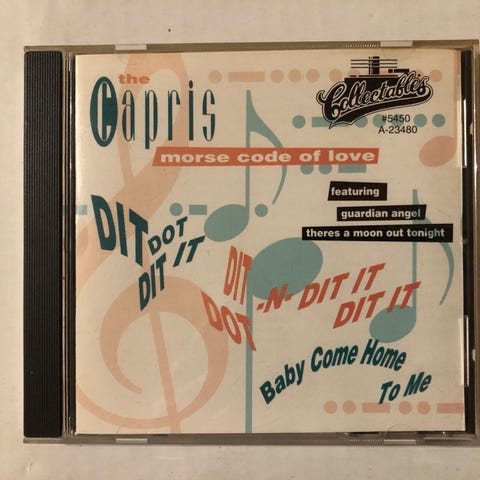 the
Capris
Collectables
#5450
A-23480
morse code of love
featuring
guardian angel
theres a moon out tonight
DIT DOT
DIT IT
DIT
DOT -N- DIT IT
DIT IT
Baby Come Home
To Me